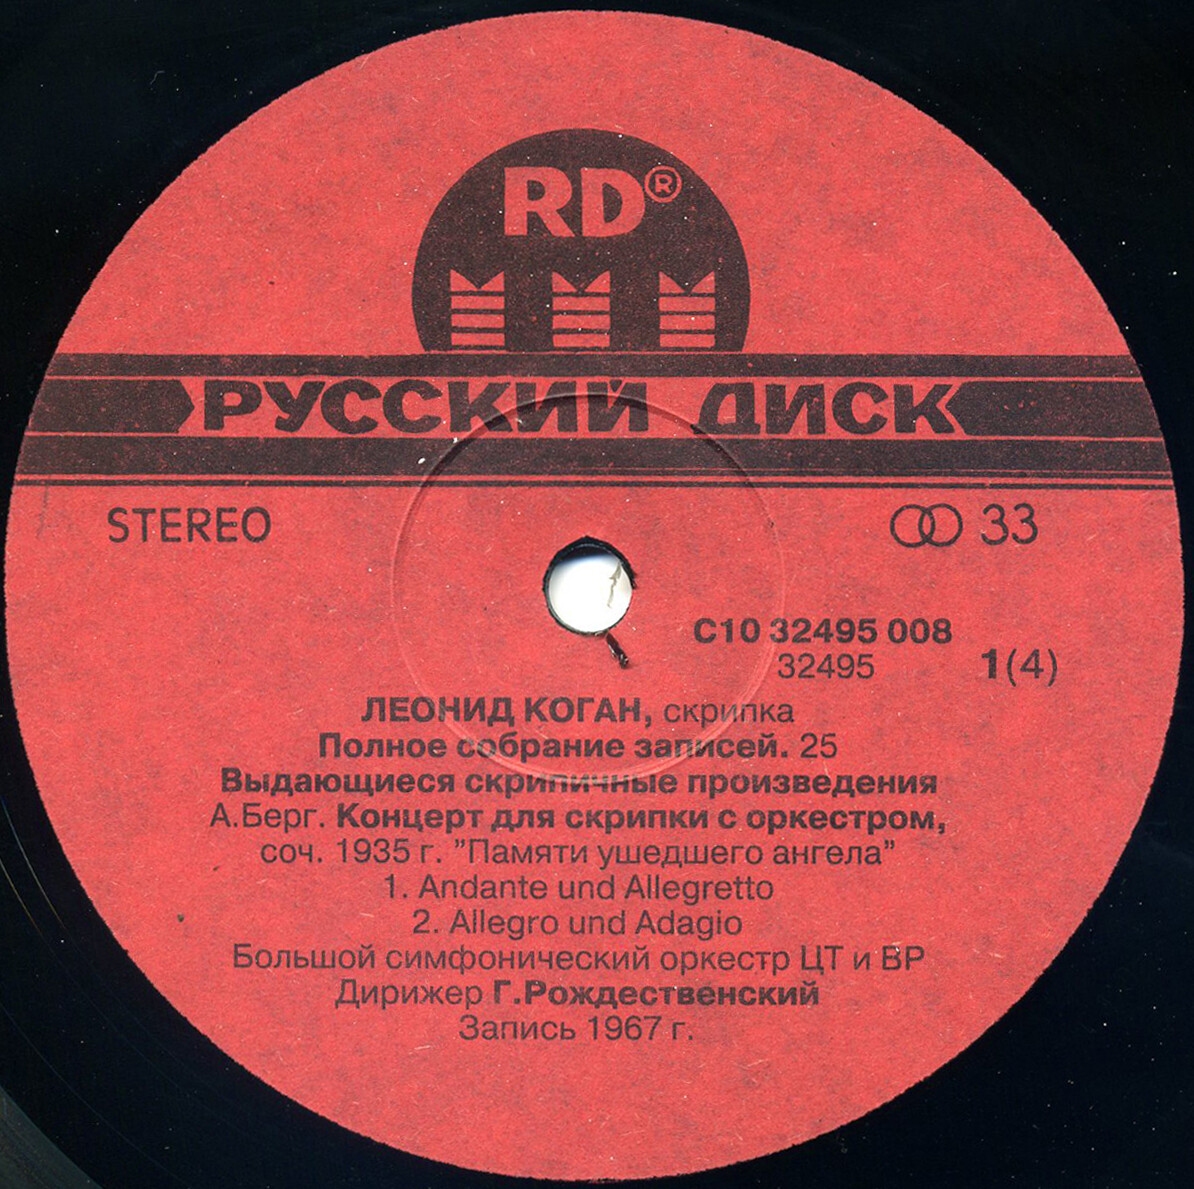 RD®
РУССКИЙ ДИСК
STEREO
33
С10 32495 008
32495
1(4)
ЛЕОНИД КОГАН, скрипка
Полное собрание записей. 25
Выдающиеся скрипичные произведения
А.Берг. Концерт для скрипки с оркестром,
соч. 1935 г. "Памяти ушедшего ангела"
1. Andante und Allegretto
2. Allegro und Adagio
Большой симфонический оркестр ЦТ и ВР
Дирижер Г.Рождественский
Запись 1967 г.